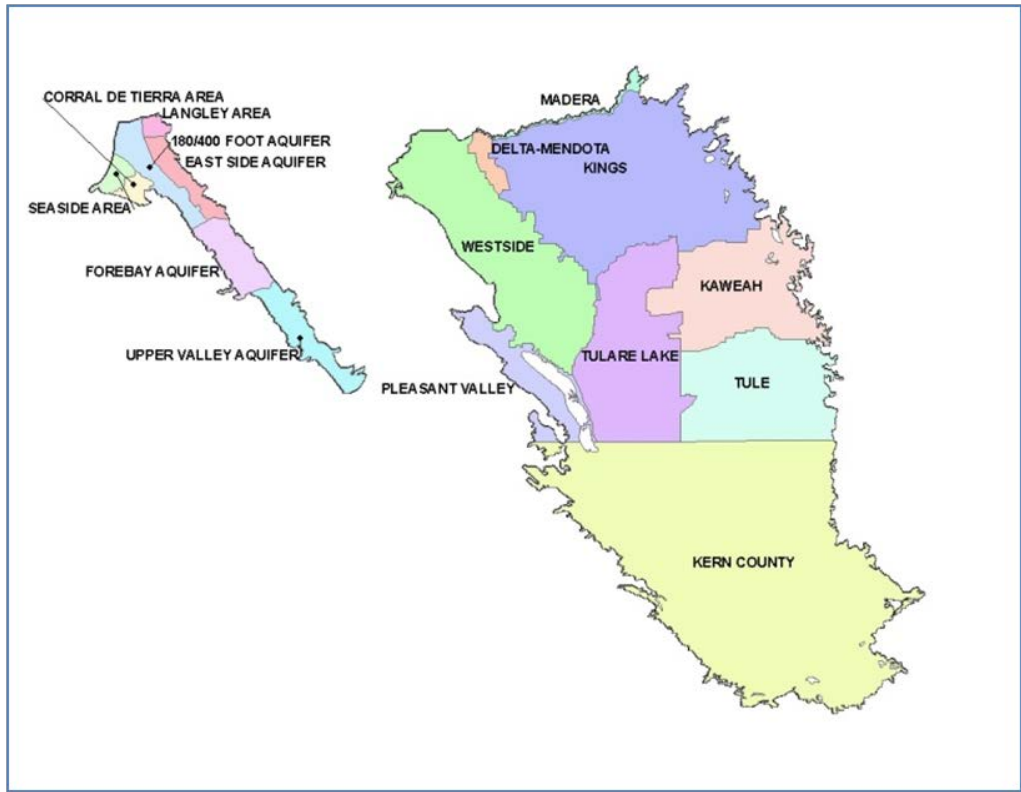 CORRAL DE TIERRA AREA
LANGLEY AREA
180/400 FOOT AQUIFER
EAST SIDE AQUIFER
SEASIDE AREA
FOREBAY AQUIFER
UPPER VALLEY AQUIFER
MADERA
DELTA-MENDOTA
KINGS
WESTSIDE
KAWEAH
TULARE LAKE
PLEASANT VALLEY
TULE
KERN COUNTY